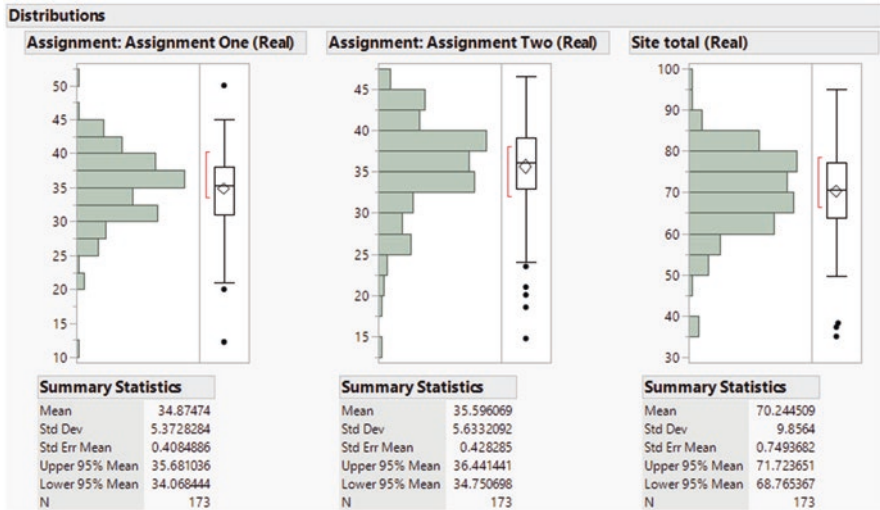 Distributions
Assignment: Assignment One (Real)
50
45
40
35
30
25
20
15
10
Summary Statistics
Mean 34.87474
Std Dev 5.3728284
Std Err Mean 0.4084886
Upper 95% Mean 35.681036
Lower 95% Mean 34.068444
N 173
Assignment: Assignment Two (Real)
45
40
35
30
25
20
15
Summary Statistics
Mean 35.596069
Std Dev 5.6332092
Std Err Mean 0.428285
Upper 95% Mean 36.441441
Lower 95% Mean 34.750698
N 173
Site total (Real)
100
90
80
70
60
50
40
30
Summary Statistics
Mean 70.244509
Std Dev 9.8564
Std Err Mean 0.7493682
Upper 95% Mean 71.723651
Lower 95% Mean 68.765367
N 173